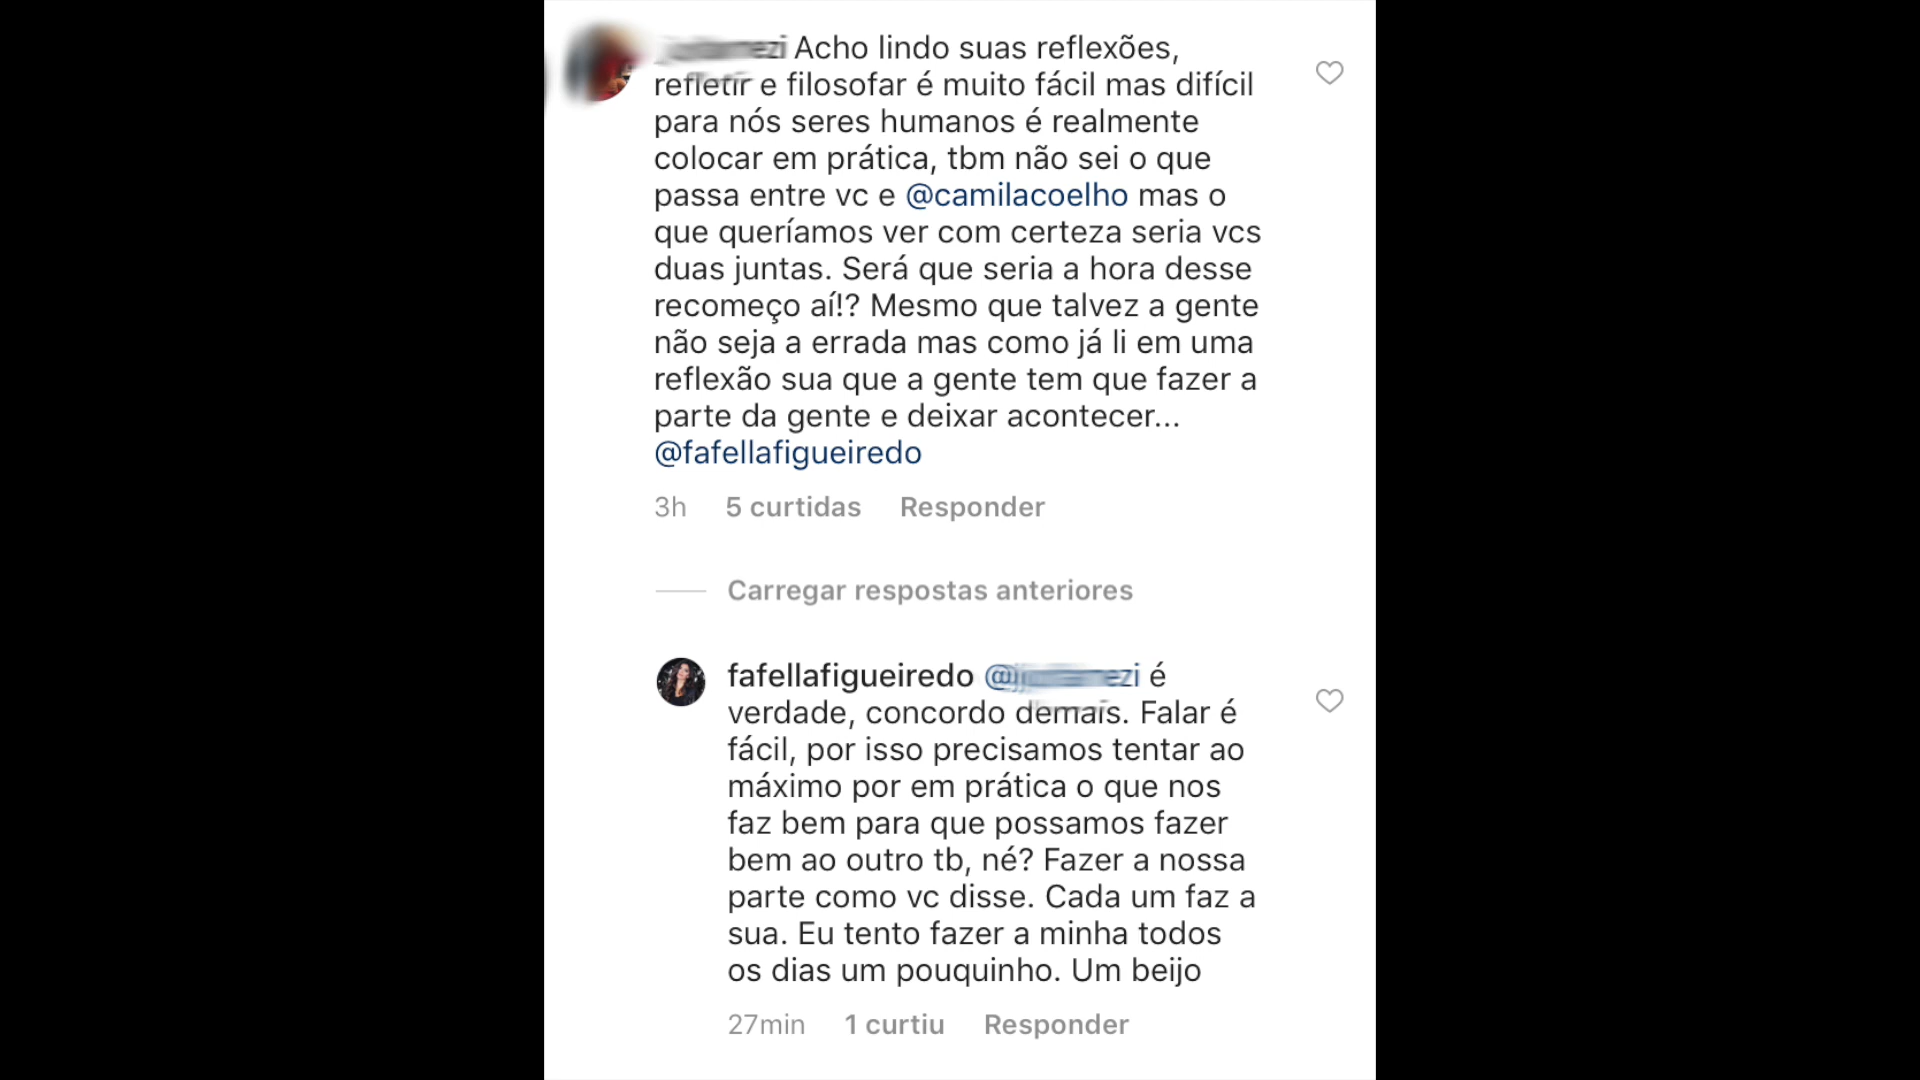 Acho lindo suas reflexões,
refletir e filosofar é muito fácil mas difícil
para nós seres humanos é realmente
colocar em prática, tbm não sei o que
passa entre vc e @camilacoelho mas o
que queríamos ver com certeza seria vcs
duas juntas. Será que seria a hora desse
recomeço aí!? Mesmo que talvez a gente
não seja a errada mas como já li em uma
reflexão sua que a gente tem que fazer a
parte da gente e deixar acontecer...
@fafellafigueiredo
3h 5 curtidas Responder
Carregar respostas anteriores
fafellafigueiredo é
verdade, concordo demais. Falar é
fácil, por isso precisamos tentar ao
máximo por em prática o que nos
faz bem para que possamos fazer
bem ao outro tb, né? Fazer a nossa
parte como vc disse. Cada um faz a
sua. Eu tento fazer a minha todos
os dias um pouquinho. Um beijo
27min 1 curtiu Responder